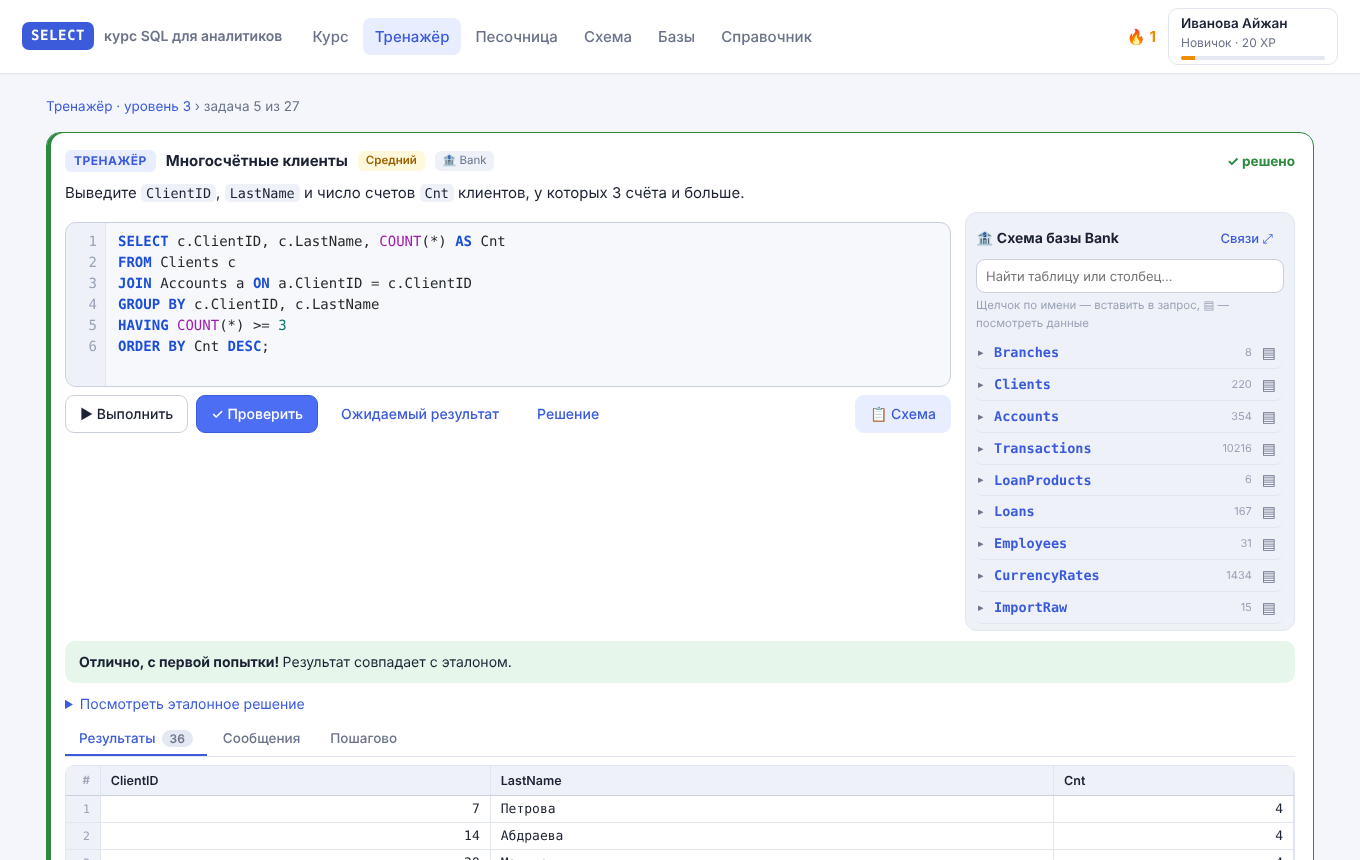 SELECT курс SQL для аналитиков Курс Тренажёр Песочница Схема Базы Справочник 🔥 1 Иванова Айжан
Новичок · 20 XP
Тренажёр · уровень 3 › задача 5 из 27
ТРЕНАЖЁР Многосчётные клиенты Средний 🏦 Bank ✓ решено
Выведите ClientID, LastName и число счетов Cnt клиентов, у которых 3 счёта и больше.
1 SELECT c.ClientID, c.LastName, COUNT(*) AS Cnt
2 FROM Clients c
3 JOIN Accounts a ON a.ClientID = c.ClientID
4 GROUP BY c.ClientID, c.LastName
5 HAVING COUNT(*) >= 3
6 ORDER BY Cnt DESC;
▶ Выполнить ✓ Проверить Ожидаемый результат Решение 📋 Схема
🏦 Схема базы Bank Связи ⤢
Найти таблицу или столбец…
Щелчок по имени — вставить в запрос, ▤ —
посмотреть данные
▸ Branches 8 ▤
▸ Clients 220 ▤
▸ Accounts 354 ▤
▸ Transactions 10216 ▤
▸ LoanProducts 6 ▤
▸ Loans 167 ▤
▸ Employees 31 ▤
▸ CurrencyRates 1434 ▤
▸ ImportRaw 15 ▤
Отлично, с первой попытки! Результат совпадает с эталоном.
▶ Посмотреть эталонное решение
Результаты 36 Сообщения Пошагово
# ClientID LastName Cnt
1 7 Петрова 4
2 14 Абдраева 4